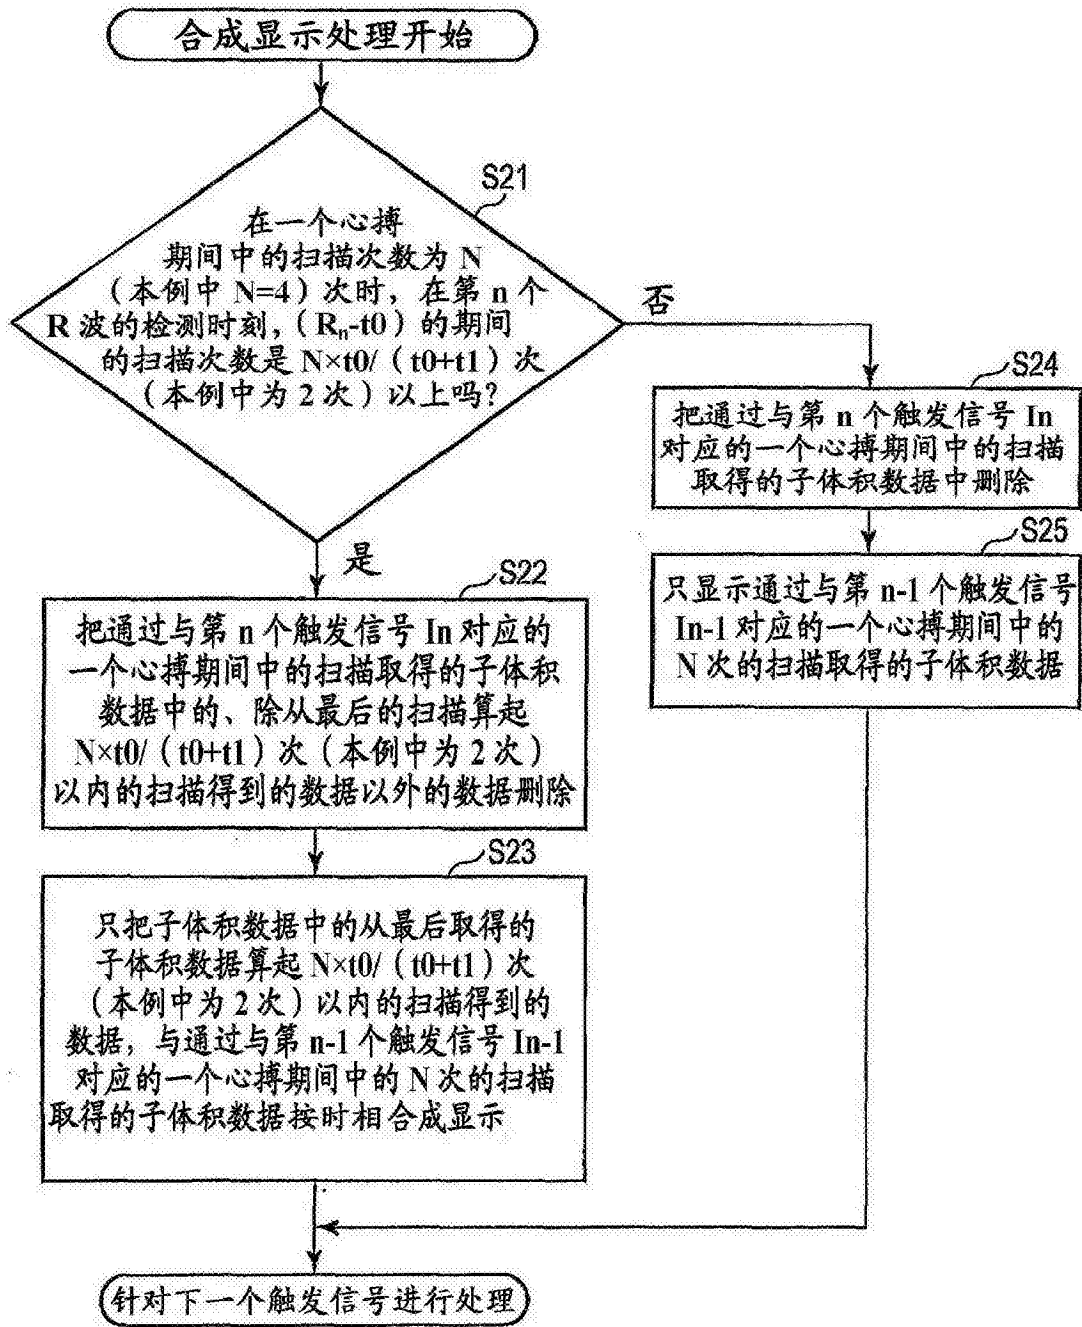 合成显示处理开始
S21
在一个心搏
期间中的扫描次数为 N
（本例中 N=4）次时，在第 n 个
R 波的检测时刻，（Rn-t0）的期间
的扫描次数是 N×t0/（t0+t1）次
（本例中为 2 次）以上吗？
否
是
S22
把通过与第 n 个触发信号 In 对应的
一个心搏期间中的扫描取得的子体积
数据中的、除从最后的扫描算起
N×t0/（t0+t1）次（本例中为 2 次）
以内的扫描得到的数据以外的数据删除
S23
只把子体积数据中的从最后取得的
子体积数据算起 N×t0/（t0+t1）次
（本例中为 2 次）以内的扫描得到的
数据，与通过与第 n-1 个触发信号 In-1
对应的一个心搏期间中的 N 次的扫描
取得的子体积数据按时相合成显示
S24
把通过与第 n 个触发信号 In
对应的一个心搏期间中的扫描
取得的子体积数据中删除
S25
只显示通过与第 n-1 个触发信号
In-1 对应的一个心搏期间中的
N 次的扫描取得的子体积数据
针对下一个触发信号进行处理